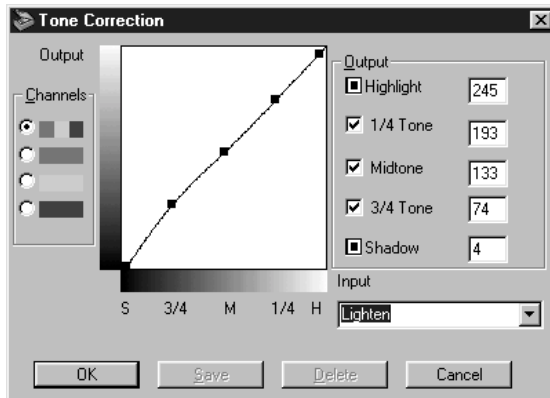 Tone Correction
Output
Channels
Output
Highlight 245
1/4 Tone 193
Midtone 133
3/4 Tone 74
Shadow 4
S 3/4 M 1/4 H
Input
Lighten
OK Save Delete Cancel